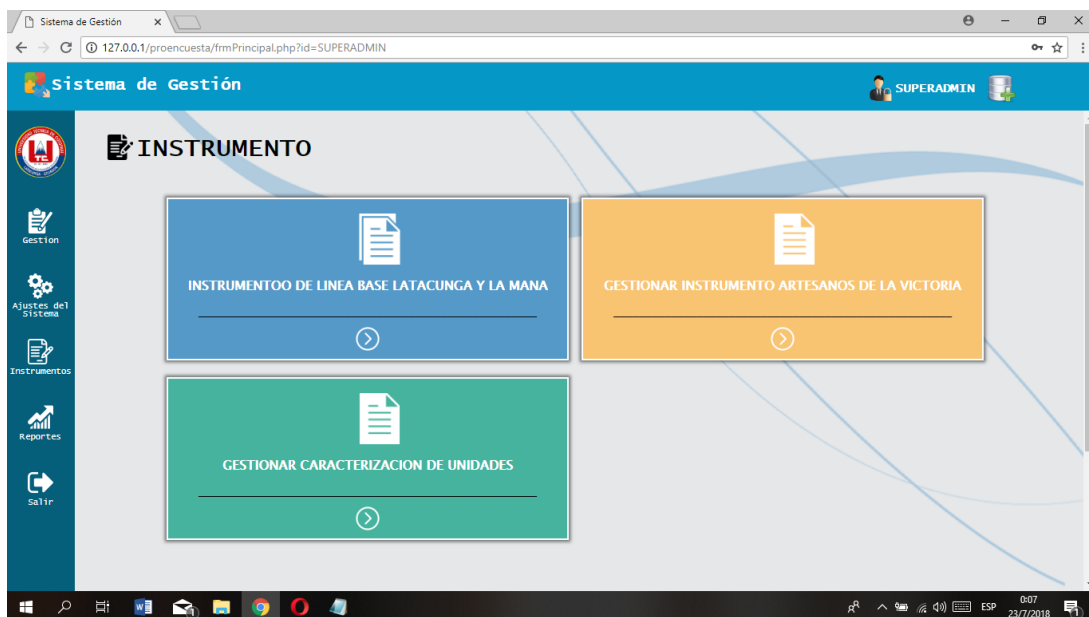 Sistema de Gestión
127.0.0.1/proencuesta/frmPrincipal.php?id=SUPERADMIN
Sistema de Gestión
SUPERADMIN
INSTRUMENTO
Gestion
Ajustes del
Sistema
Instrumentos
Reportes
Salir
INSTRUMENTOO DE LINEA BASE LATACUNGA Y LA MANA
GESTIONAR INSTRUMENTO ARTESANOS DE LA VICTORIA
GESTIONAR CARACTERIZACION DE UNIDADES
ESP
0:07
23/7/2018